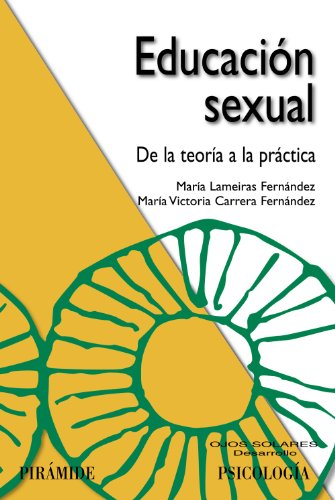 Educación
sexual
De la teoría a la práctica
María Lameiras Fernández
María Victoria Carrera Fernández
OJOS SOLARES
Desarrollo
PIRÁMIDE
PSICOLOGÍA